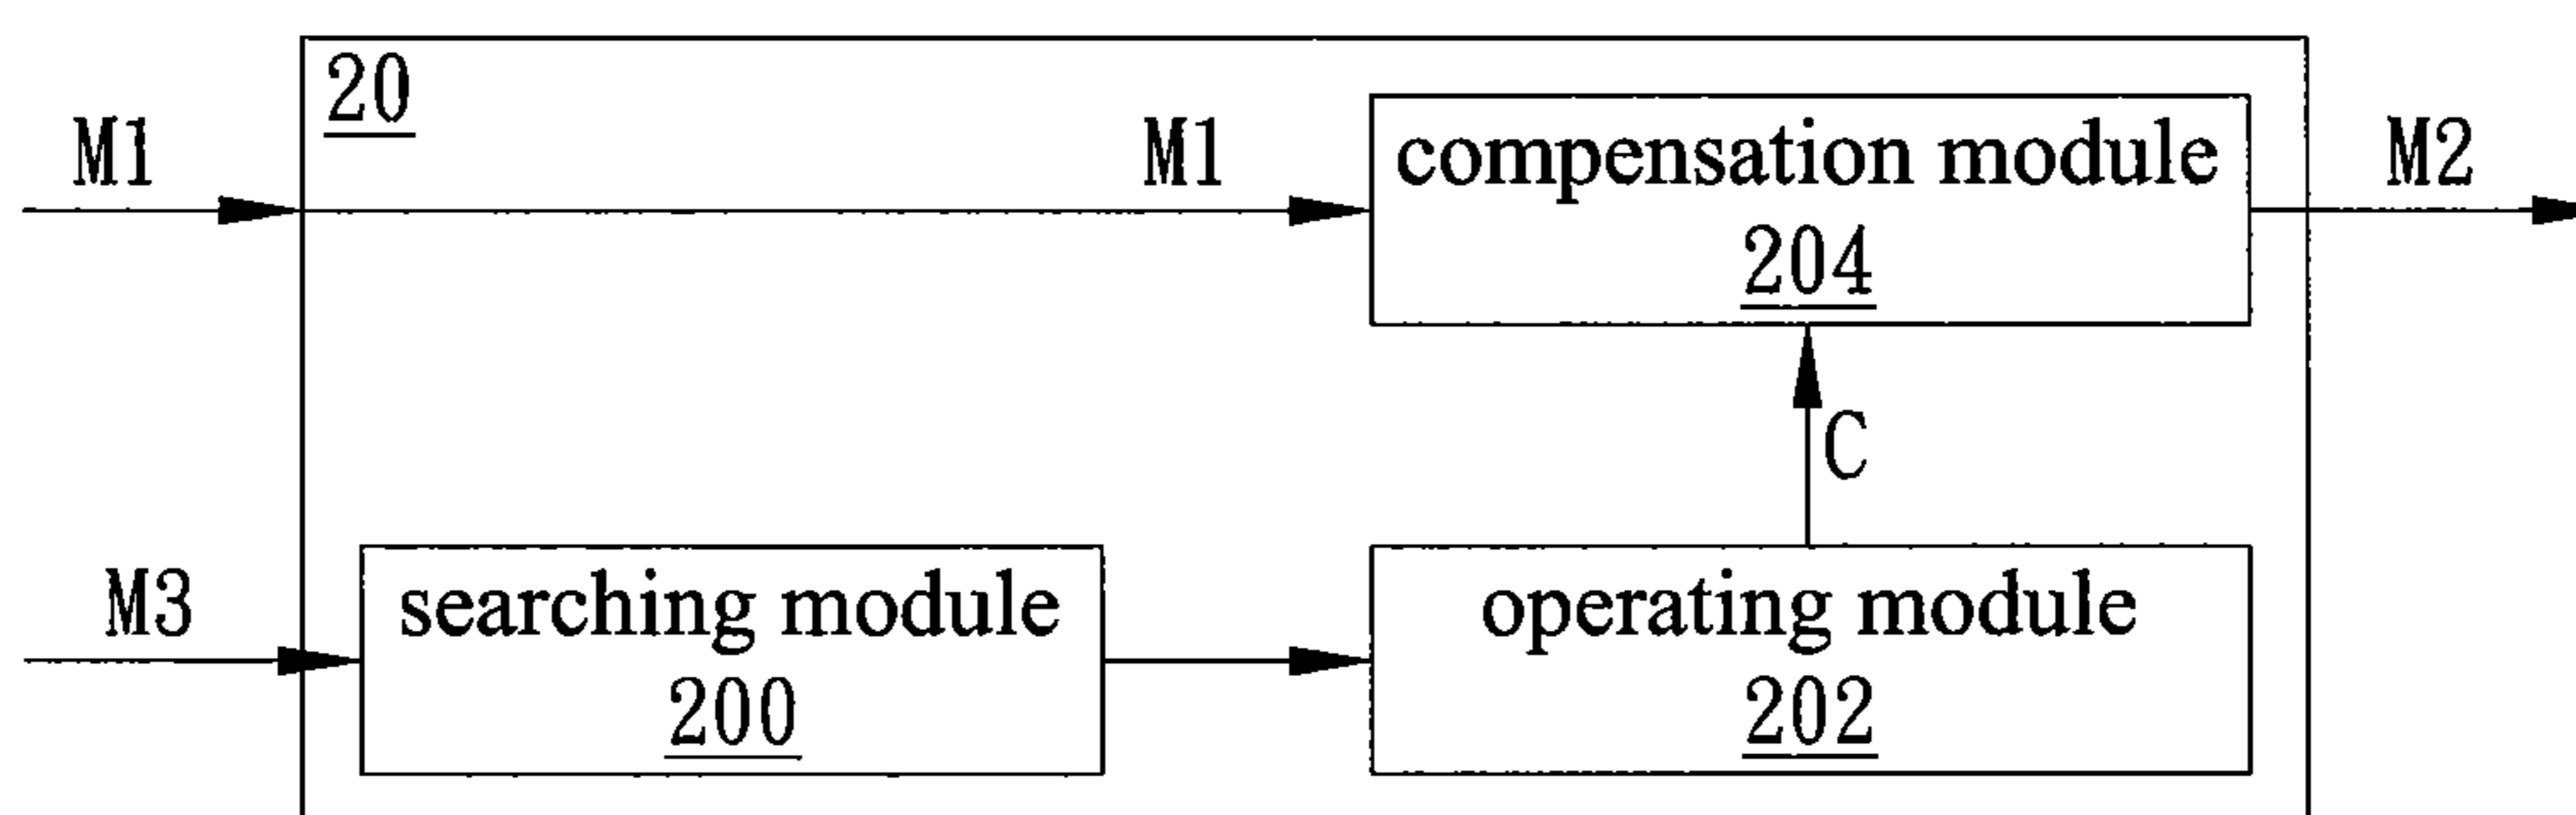 20
M1
M1
compensation module
204
M2
C
M3
searching module
200
operating module
202